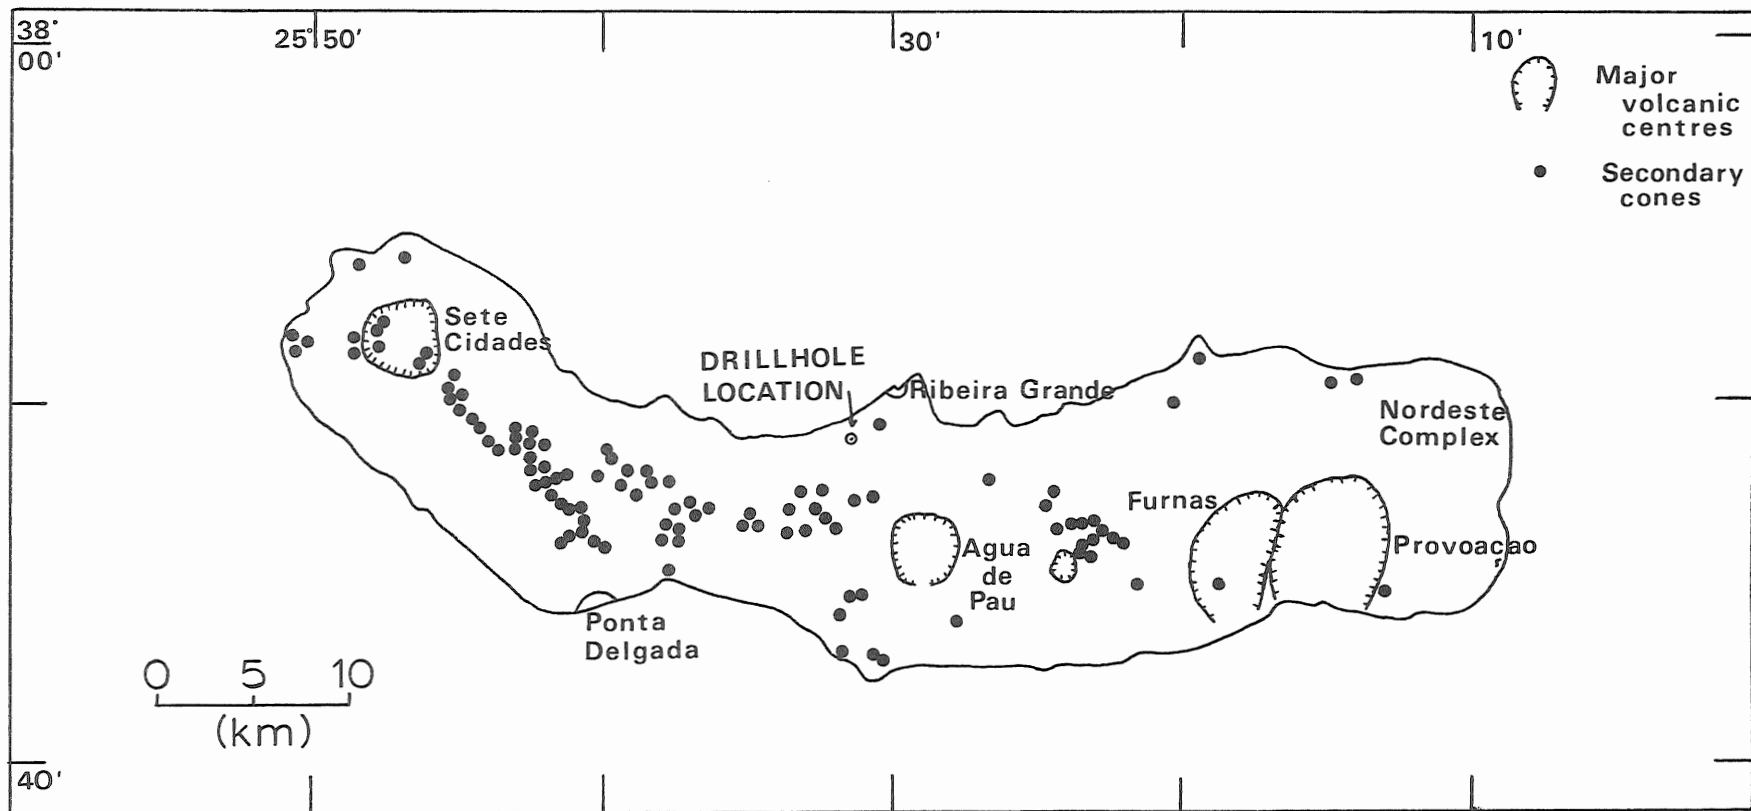 38°
00'
25°50'
30'
10'
Major
volcanic
centres
Secondary
cones
Sete
Cidades
DRILLHOLE
LOCATION
Ribeira Grande
Nordeste
Complex
Furnas
Agua
de
Pau
Provoaçao
Ponta
Delgada
0 5 10
(km)
40'